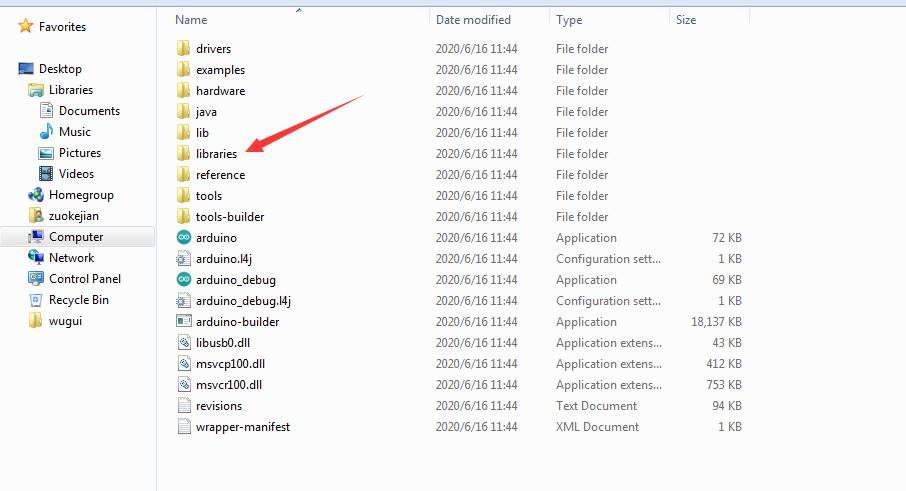 Favorites
Desktop
Libraries
Documents
Music
Pictures
Videos
Homegroup
zuokejian
Computer
Network
Control Panel
Recycle Bin
wugui
Name Date modified Type Size
drivers 2020/6/16 11:44 File folder
examples 2020/6/16 11:44 File folder
hardware 2020/6/16 11:44 File folder
java 2020/6/16 11:44 File folder
lib 2020/6/16 11:44 File folder
libraries 2020/6/16 11:44 File folder
reference 2020/6/16 11:44 File folder
tools 2020/6/16 11:44 File folder
tools-builder 2020/6/16 11:44 File folder
arduino 2020/6/16 11:44 Application 72 KB
arduino.l4j 2020/6/16 11:44 Configuration sett... 1 KB
arduino_debug 2020/6/16 11:44 Application 69 KB
arduino_debug.l4j 2020/6/16 11:44 Configuration sett... 1 KB
arduino-builder 2020/6/16 11:44 Application 18,137 KB
libusb0.dll 2020/6/16 11:44 Application extens... 43 KB
msvcp100.dll 2020/6/16 11:44 Application extens... 412 KB
msvcr100.dll 2020/6/16 11:44 Application extens... 753 KB
revisions 2020/6/16 11:44 Text Document 94 KB
wrapper-manifest 2020/6/16 11:44 XML Document 1 KB